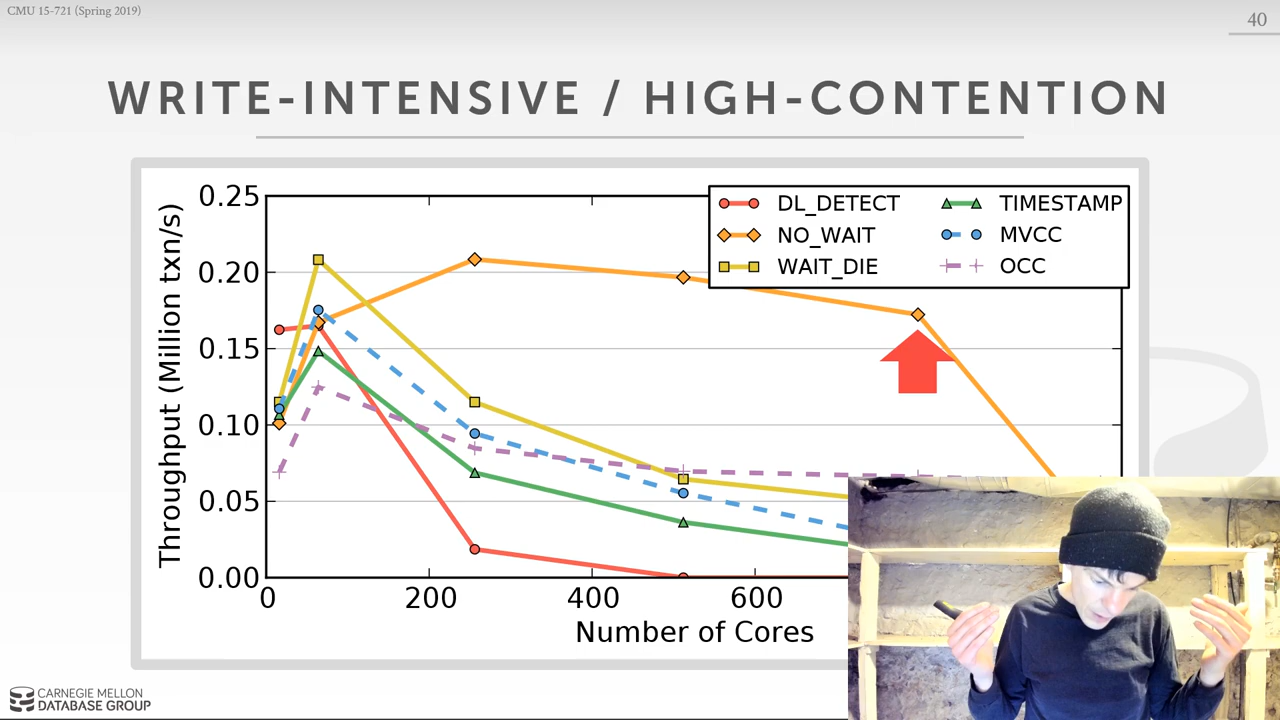 CMU 15-721 (Spring 2019)
40
WRITE-INTENSIVE / HIGH-CONTENTION
Throughput (Million txn/s)
0.25
0.20
0.15
0.10
0.05
0.00
DL_DETECT
NO_WAIT
WAIT_DIE
TIMESTAMP
MVCC
OCC
0
200
400
600
Number of Cores
CARNEGIE MELLON
DATABASE GROUP